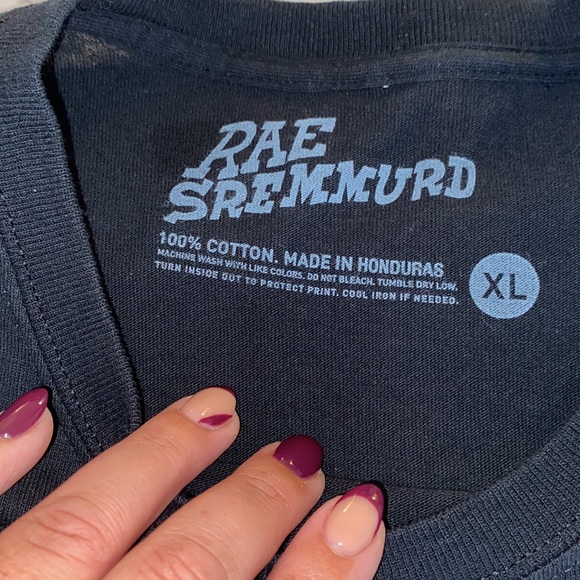 RAE
SREMMURD
100% COTTON. MADE IN HONDURAS
MACHINE WASH WITH LIKE COLORS. DO NOT BLEACH. TUMBLE DRY LOW.
TURN INSIDE OUT TO PROTECT PRINT. COOL IRON IF NEEDED.
XL